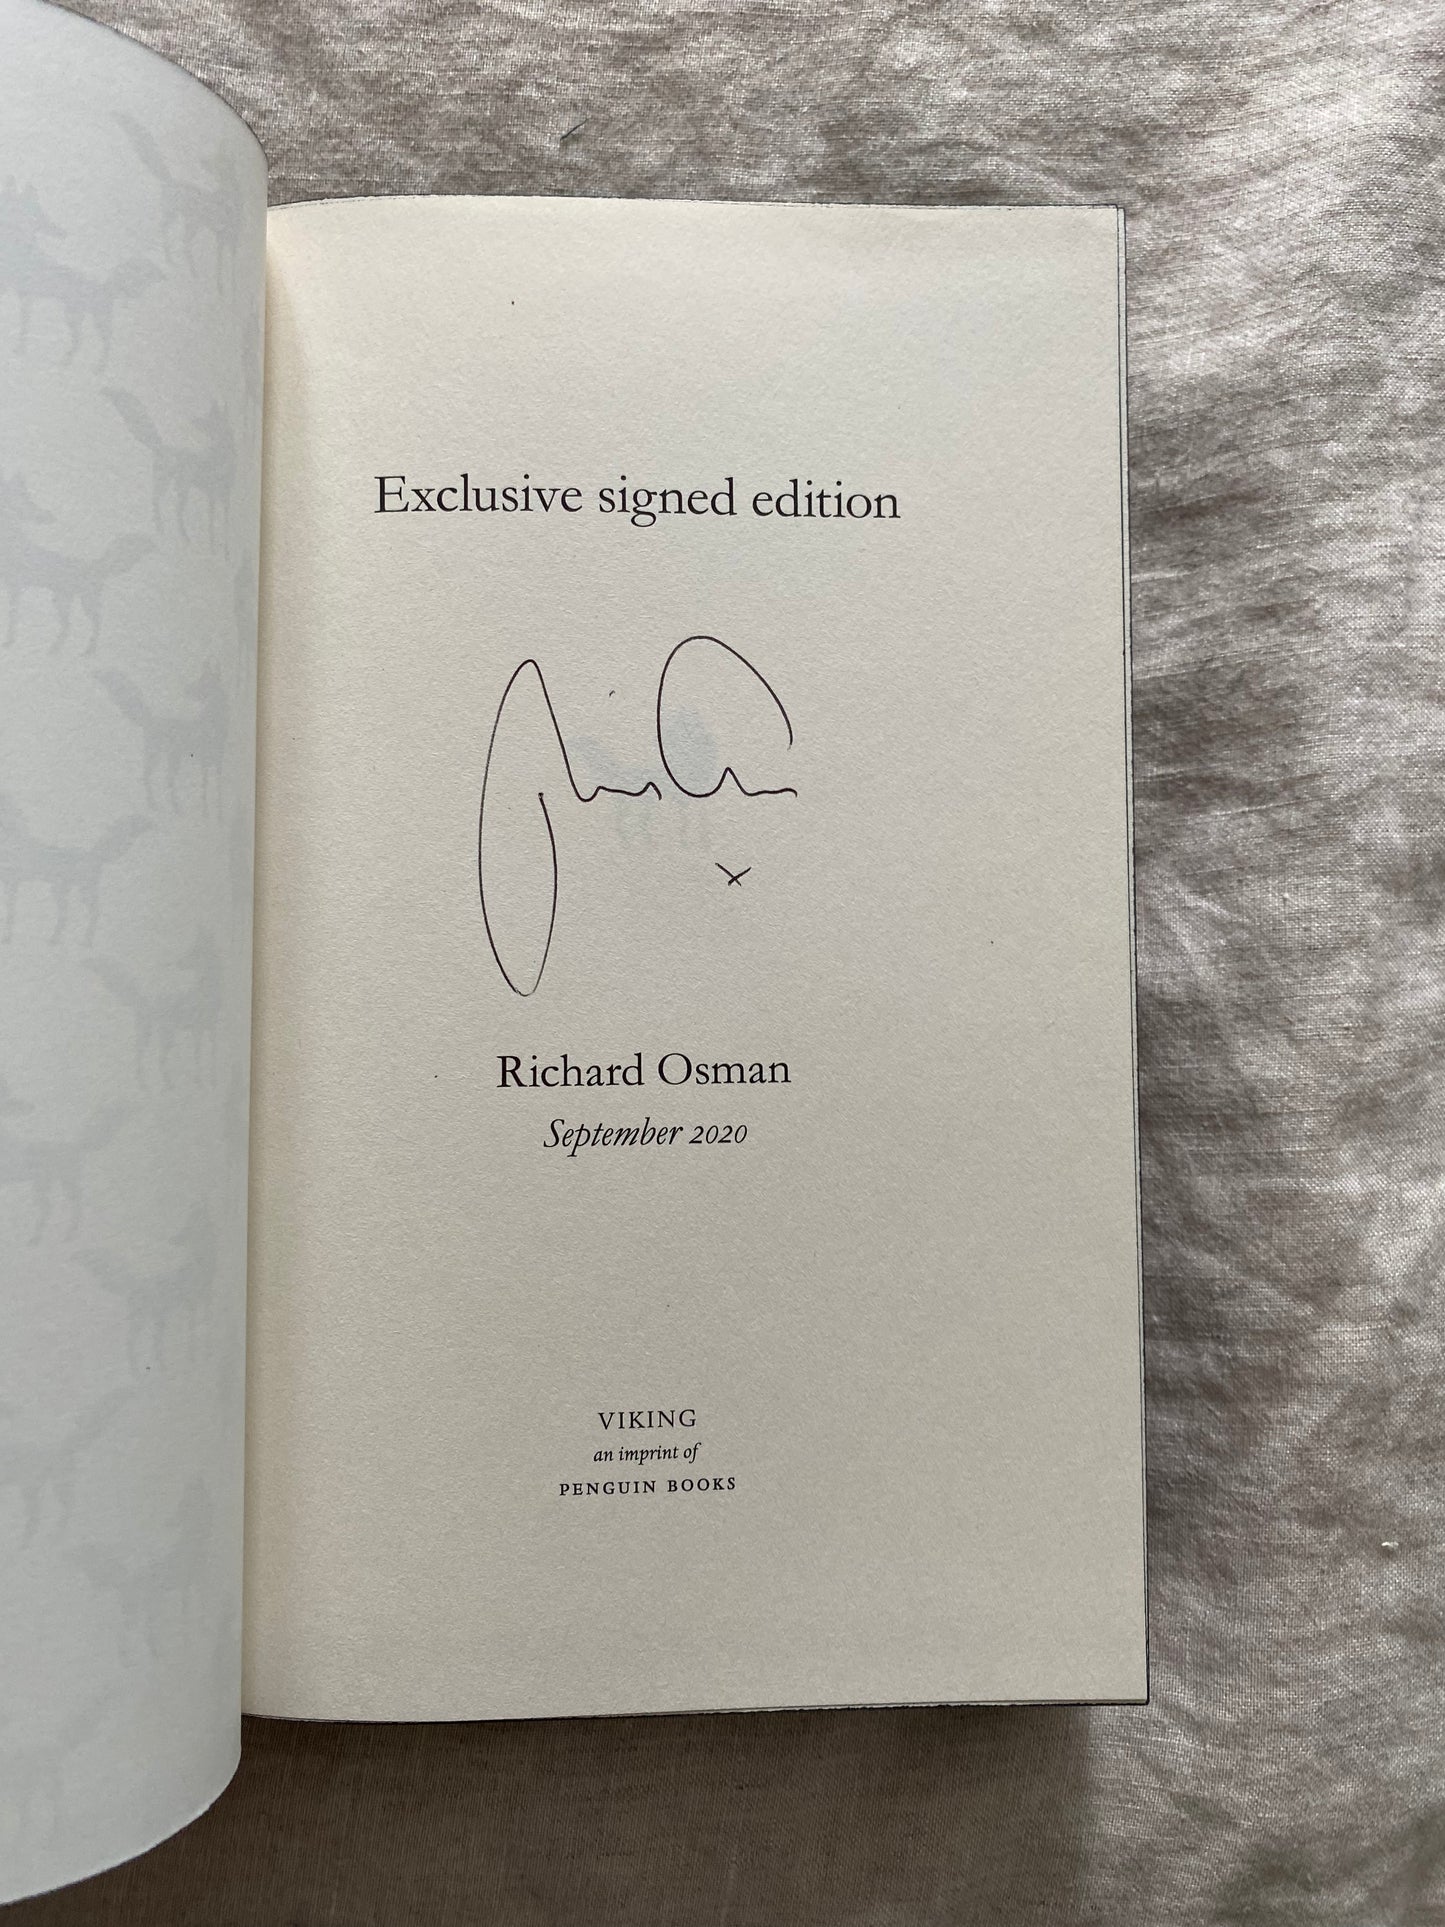 Exclusive signed edition
x
Richard Osman
September 2020
VIKING
an imprint of
PENGUIN BOOKS